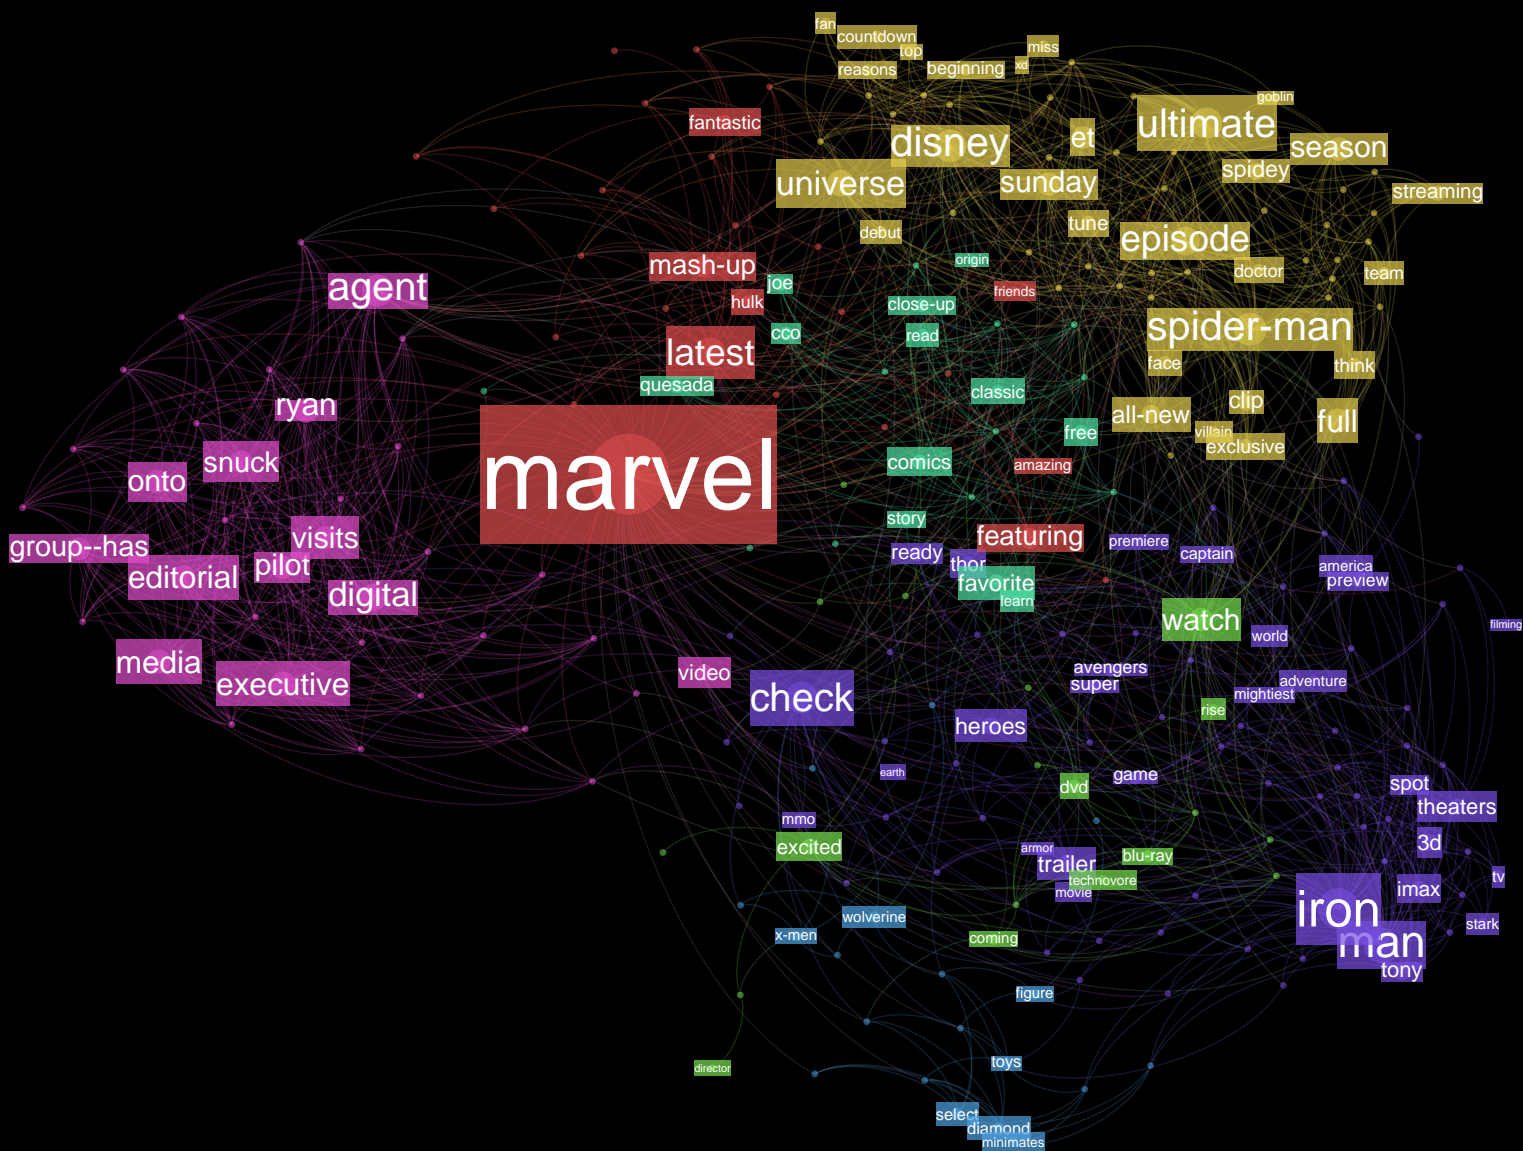 fan
countdown
top
miss
reasons
beginning
xd
goblin
fantastic
ultimate
disney
et
season
universe
sunday
spidey
streaming
tune
debut
episode
mash-up
origin
doctor
team
joe
agent
friends
hulk
close-up
cco
read
spider-man
latest
face
think
quesada
classic
ryan
all-new
clip
full
free
villain
exclusive
snuck
comics
amazing
marvel
onto
story
visits
featuring
premiere
group--has
ready
captain
pilot
thor
america
editorial
favorite
preview
digital
learn
watch
filming
world
media
video
avengers
executive
super
adventure
check
mightiest
rise
heroes
earth
game
dvd
spot
theaters
mmo
excited
armor
3d
blu-ray
trailer
technovore
tv
movie
imax
iron
wolverine
stark
x-men
coming
man
tony
figure
toys
director
select
diamond
minimates